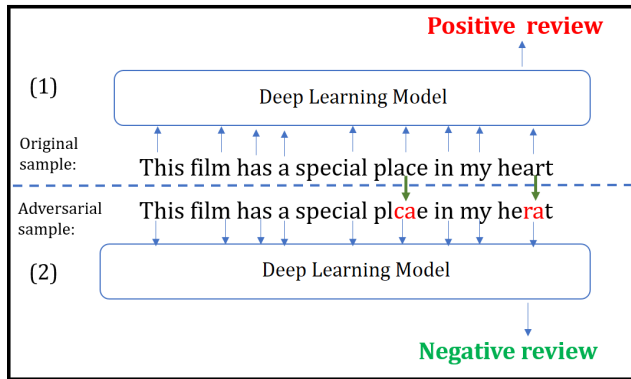 Positive review
(1)
Deep Learning Model
Original
sample:
This film has a special place in my heart
Adversarial
sample:
This film has a special plcae in my herat
(2)
Deep Learning Model
Negative review